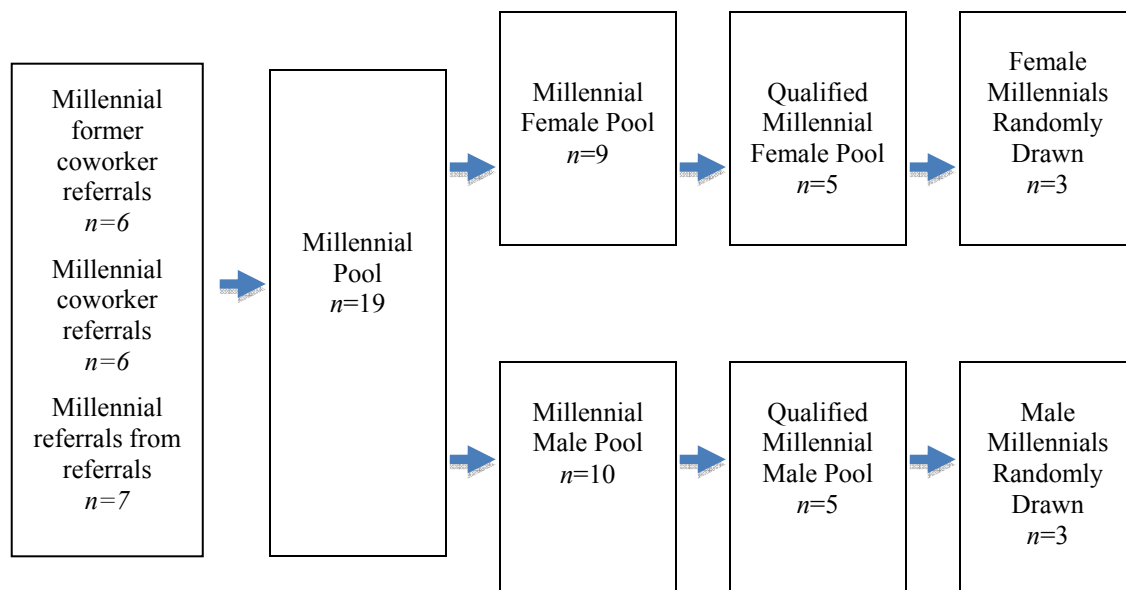 Millennial
former
coworker
referrals
n=6
Millennial
coworker
referrals
n=6
Millennial
referrals from
referrals
n=7
Millennial
Pool
n=19
Millennial
Female Pool
n=9
Qualified
Millennial
Female Pool
n=5
Female
Millennials
Randomly
Drawn
n=3
Millennial
Male Pool
n=10
Qualified
Millennial
Male Pool
n=5
Male
Millennials
Randomly
Drawn
n=3